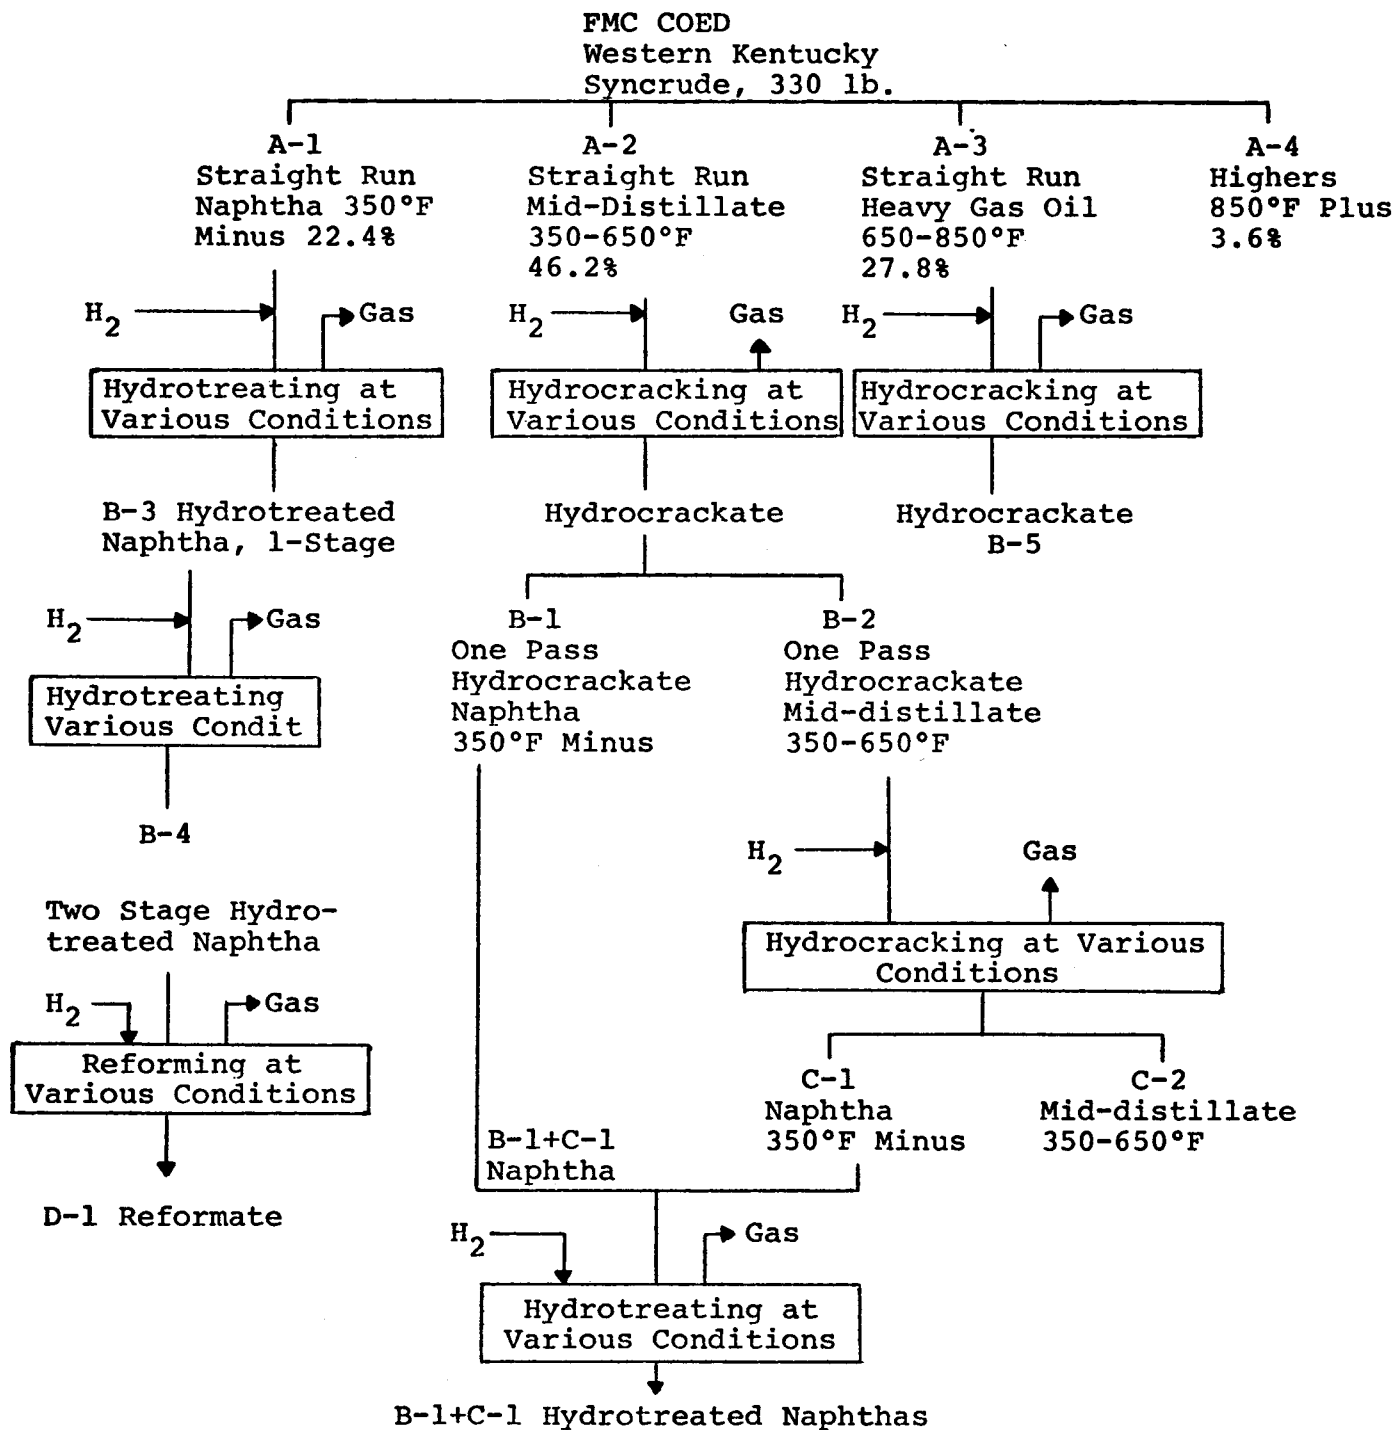 FMC COED
Western Kentucky
Syncrude, 330 lb.
A-1
Straight Run
Naphtha 350°F
Minus 22.4%
A-2
Straight Run
Mid-Distillate
350-650°F
46.2%
A-3
Straight Run
Heavy Gas Oil
650-850°F
27.8%
A-4
Highers
850°F Plus
3.6%
H2
Gas
H2
Gas
H2
Gas
Hydrotreating at
Various Conditions
Hydrocracking at
Various Conditions
Hydrocracking at
Various Conditions
B-3 Hydrotreated
Naphtha, 1-Stage
Hydrocrackate
Hydrocrackate
B-5
H2
Gas
B-1
One Pass
Hydrocrackate
Naphtha
350°F Minus
B-2
One Pass
Hydrocrackate
Mid-distillate
350-650°F
Hydrotreating
Various Condit
B-4
H2
Gas
Two Stage Hydro-
treated Naphtha
Hydrocracking at Various
Conditions
H2
Gas
Reforming at
Various Conditions
C-1
Naphtha
350°F Minus
C-2
Mid-distillate
350-650°F
B-1+C-1
Naphtha
D-1 Reformate
H2
Gas
Hydrotreating at
Various Conditions
B-1+C-1 Hydrotreated Naphthas